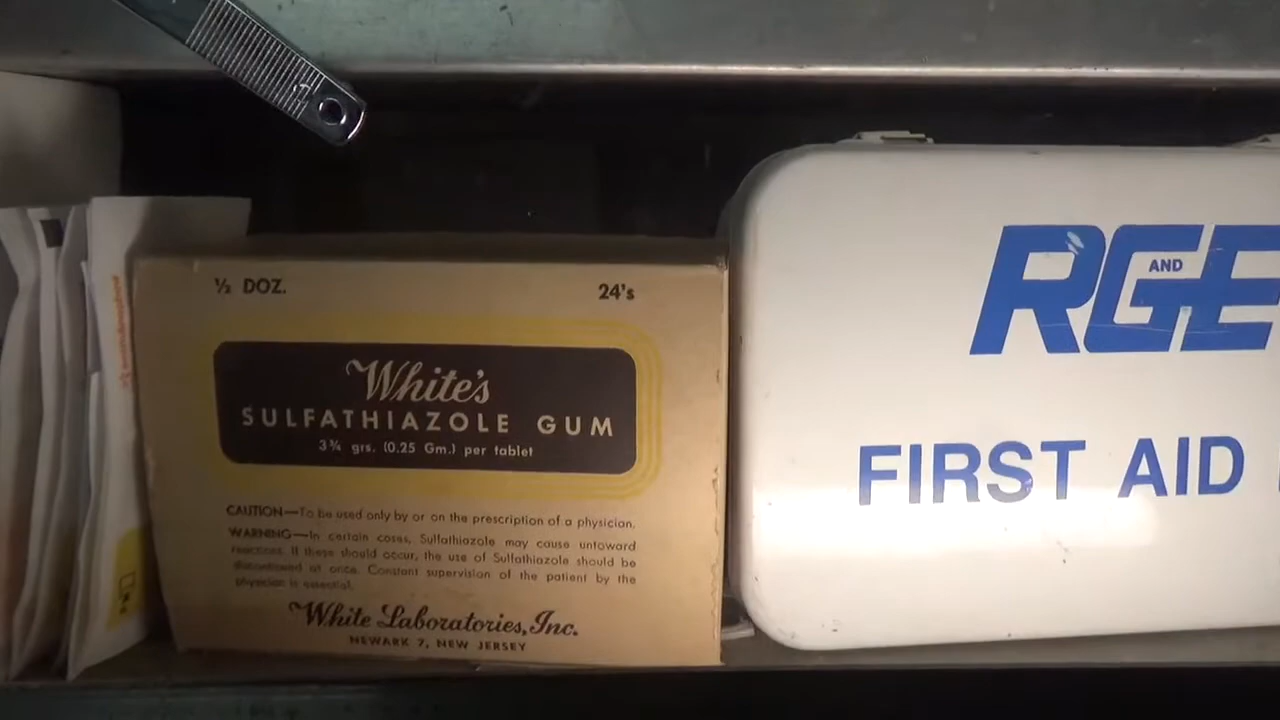 ½ DOZ. 24's
White's
SULFATHIAZOLE GUM
3¾ grs. (0.25 Gm.) per tablet
CAUTION—To be used only by or on the prescription of a physician.
WARNING—In certain cases, Sulfathiazole may cause untoward
reactions. If these should occur, the use of Sulfathiazole should be
discontinued at once. Constant supervision of the patient by the
physician is essential.
White Laboratories, Inc.
NEWARK 7, NEW JERSEY
RG AND E
FIRST AID